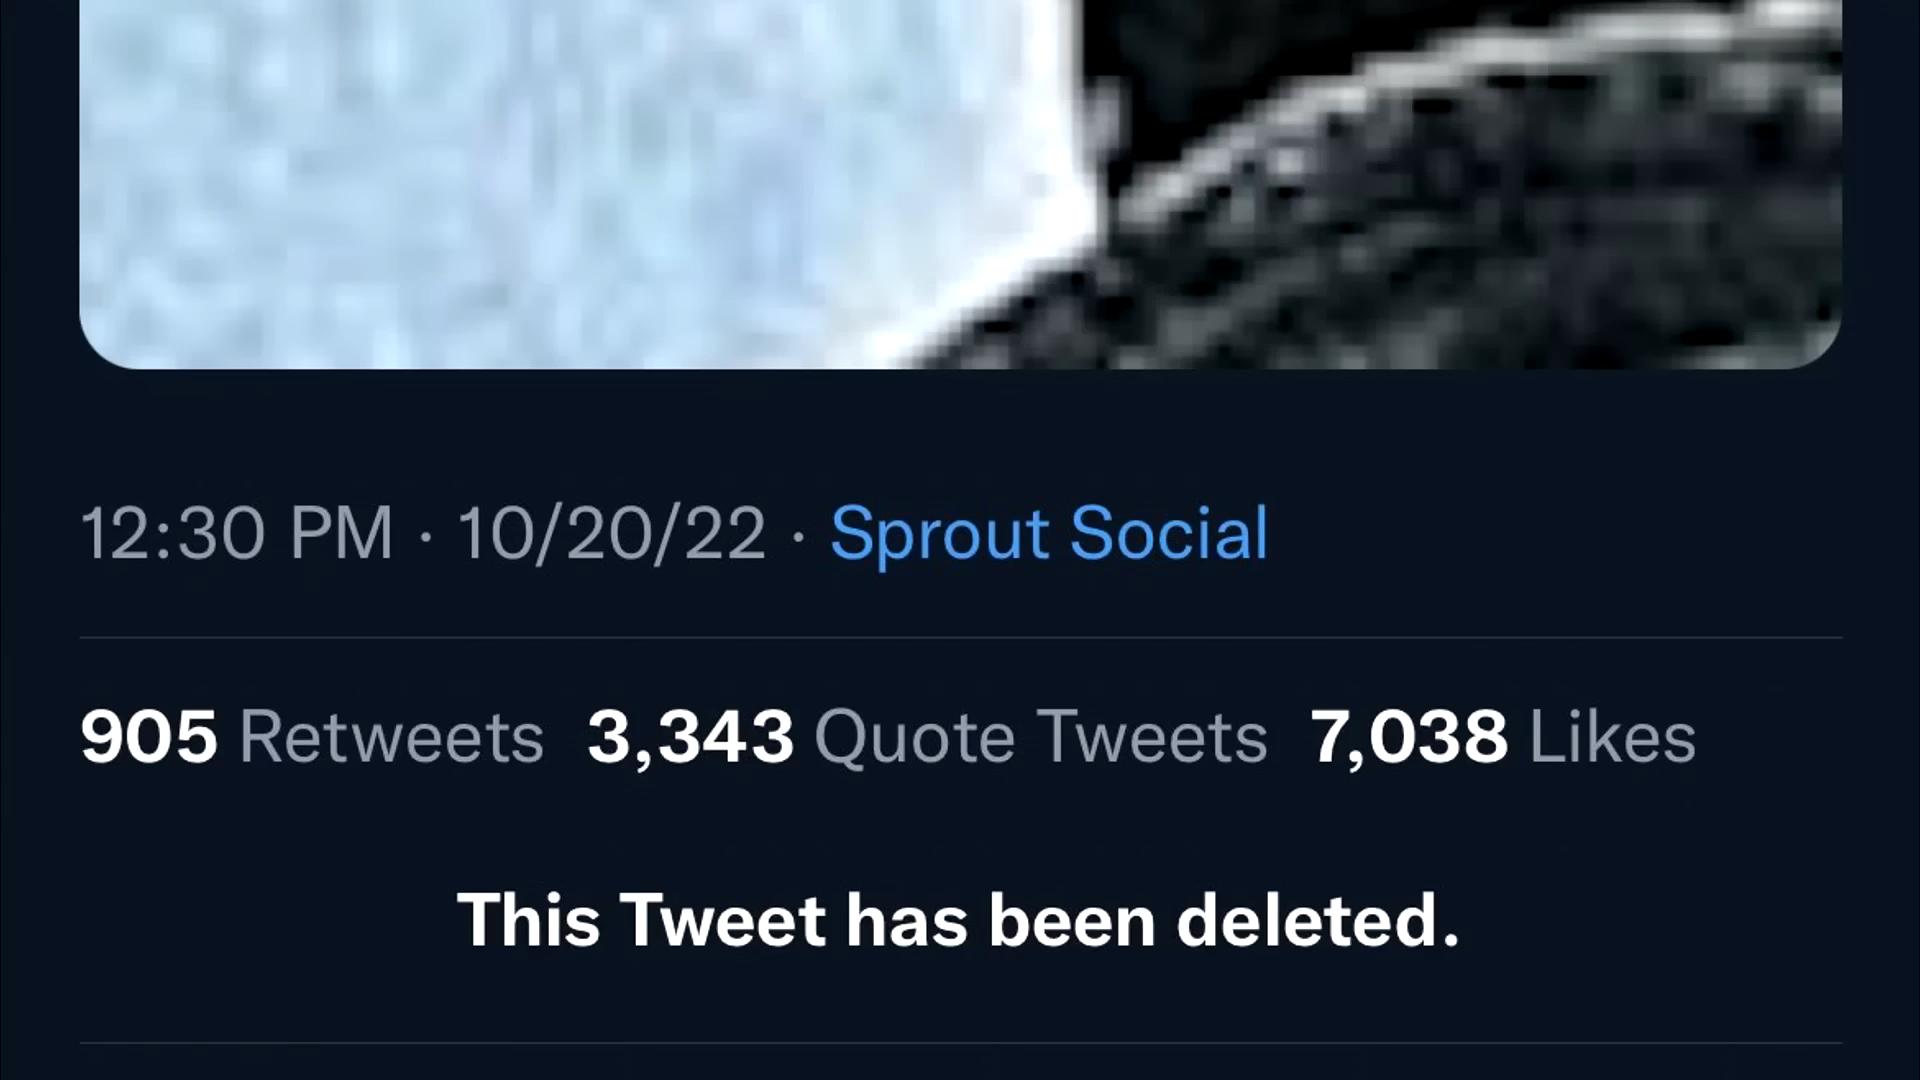 12:30 PM · 10/20/22 · Sprout Social
905 Retweets 3,343 Quote Tweets 7,038 Likes
This Tweet has been deleted.